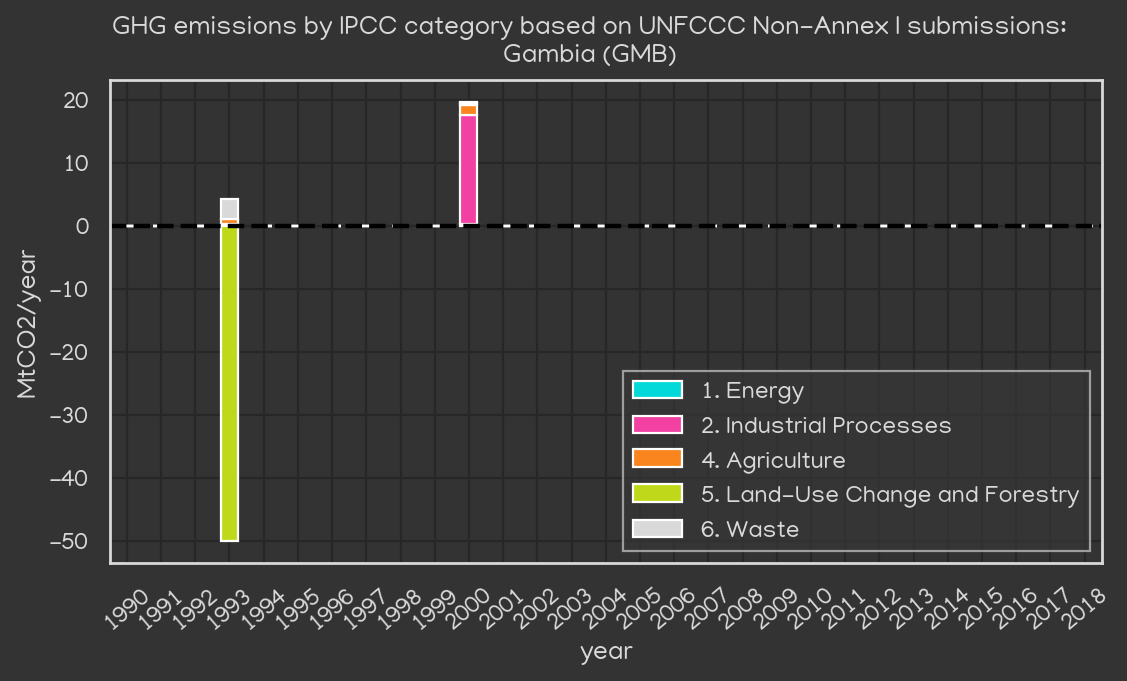 GHG emissions by IPCC category based on UNFCCC Non-Annex I submissions:
Gambia (GMB)
MtCO2/year
20
10
0
-10
-20
-30
-40
-50
1. Energy
2. Industrial Processes
4. Agriculture
5. Land-Use Change and Forestry
6. Waste
1990 1991 1992 1993 1994 1995 1996 1997 1998 1999 2000 2001 2002 2003 2004 2005 2006 2007 2008 2009 2010 2011 2012 2013 2014 2015 2016 2017 2018
year